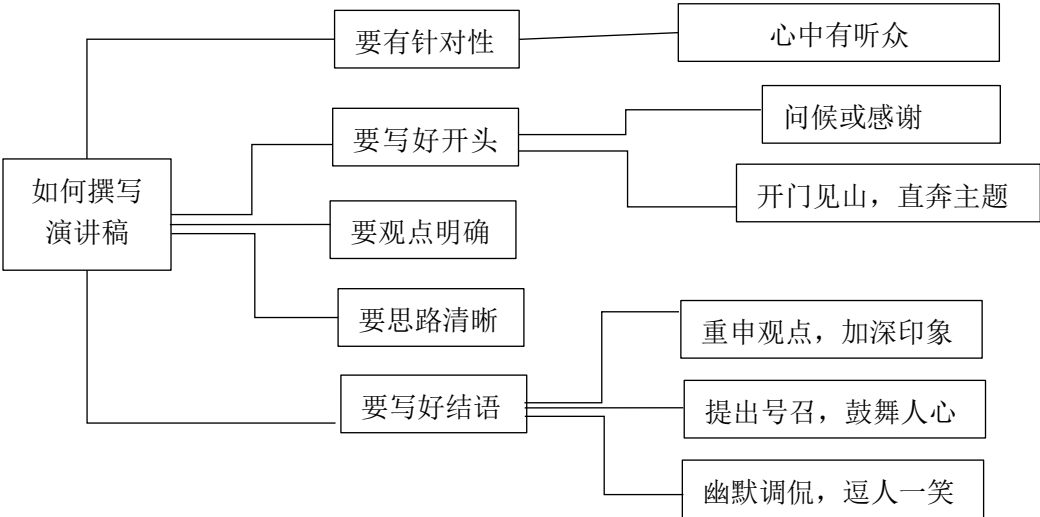 如何撰写
演讲稿
要有针对性
心中有听众
要写好开头
问候或感谢
开门见山，直奔主题
要观点明确
要思路清晰
要写好结语
重申观点，加深印象
提出号召，鼓舞人心
幽默调侃，逗人一笑